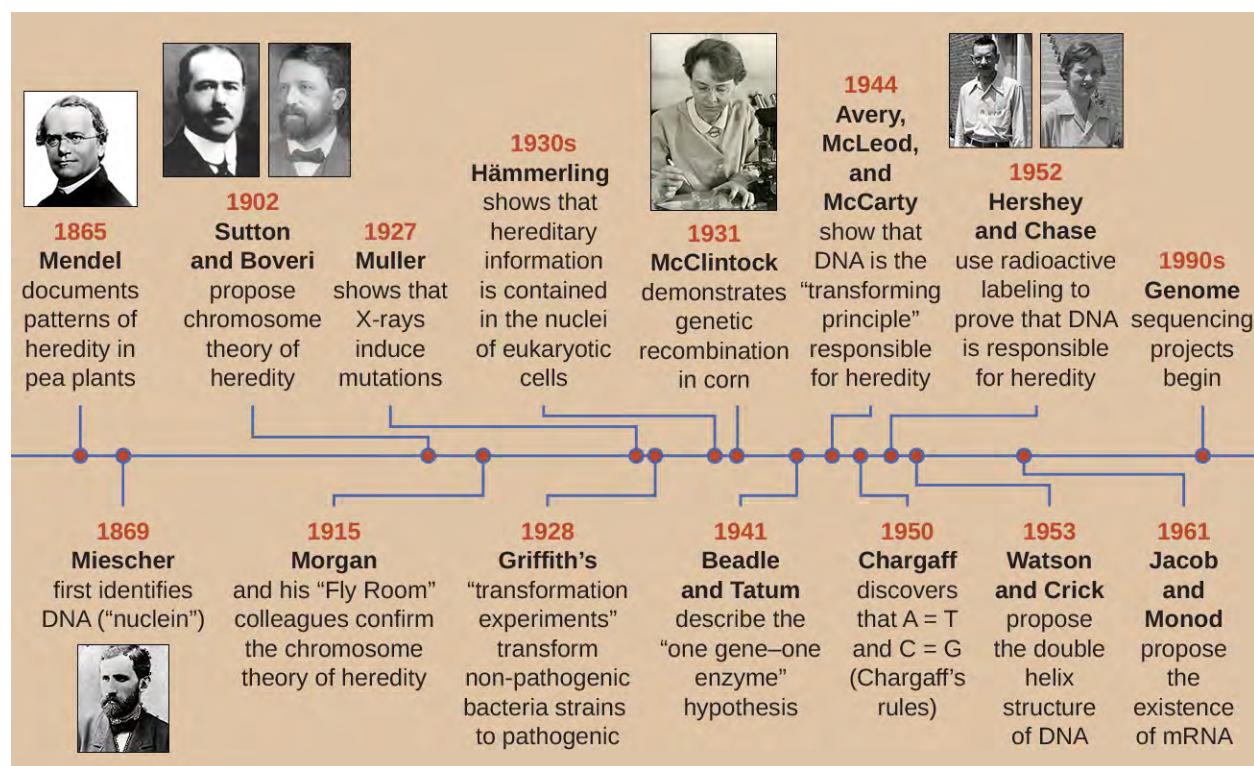 1865
Mendel
documents
patterns of
heredity in
pea plants
1902
Sutton
and Boveri
propose
chromosome
theory of
heredity
1927
Muller
shows that
X-rays
induce
mutations
1930s
Hämmerling
shows that
hereditary
information
is contained
in the nuclei
of eukaryotic
cells
1931
McClintock
demonstrates
genetic
recombination
in corn
1944
Avery,
McLeod,
and
McCarty
show that
DNA is the
“transforming
principle”
responsible
for heredity
1952
Hershey
and Chase
use radioactive
labeling to
prove that DNA
is responsible
for heredity
1990s
Genome
sequencing
projects
begin
1869
Miescher
first identifies
DNA (“nuclein”)
1915
Morgan
and his “Fly Room”
colleagues confirm
the chromosome
theory of heredity
1928
Griffith’s
“transformation
experiments”
transform
non-pathogenic
bacteria strains
to pathogenic
1941
Beadle
and Tatum
describe the
“one gene–one
enzyme”
hypothesis
1950
Chargaff
discovers
that A = T
and C = G
(Chargaff’s
rules)
1953
Watson
and Crick
propose
the double
helix
structure
of DNA
1961
Jacob
and
Monod
propose
the
existence
of mRNA